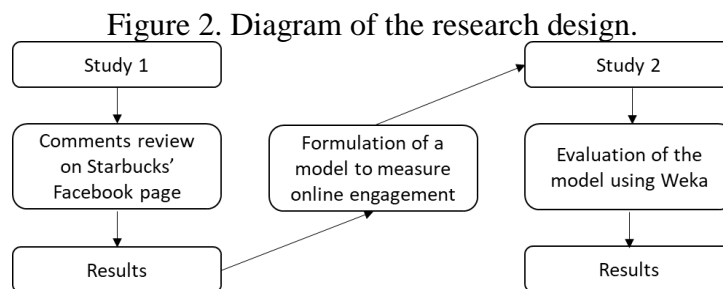 Figure 2. Diagram of the research design.
Study 1
Comments review
on Starbucks’
Facebook page
Results
Formulation of a
model to measure
online engagement
Study 2
Evaluation of the
model using Weka
Results